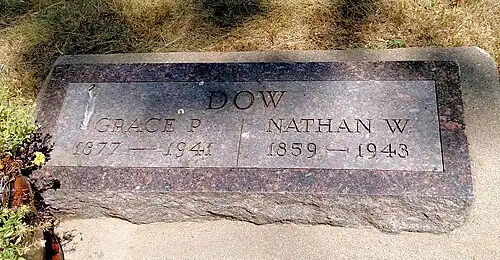 DOW
GRACE P. NATHAN W.
1877 — 1941 1859 — 1943